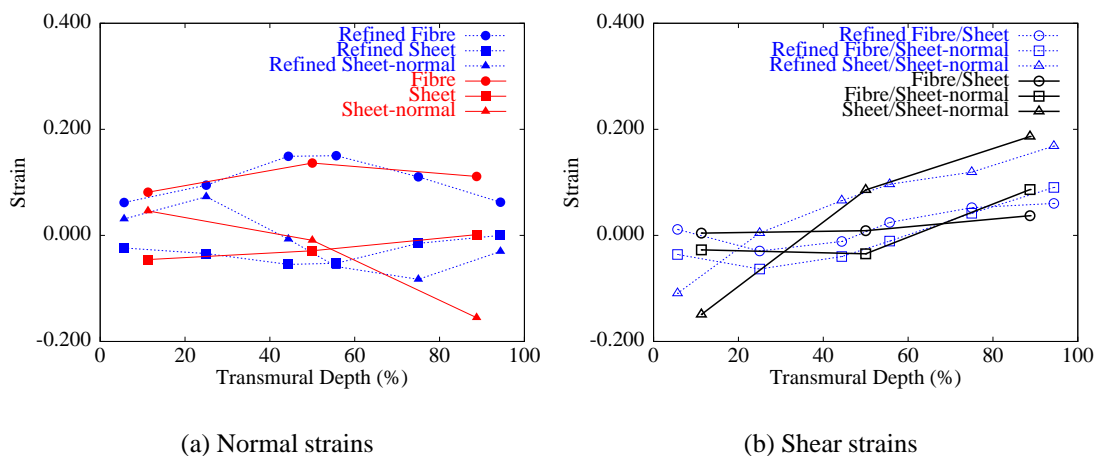 0.400
0.200
0.000
-0.200
Strain
0 20 40 60 80 100
Transmural Depth (%)
Refined Fibre
Refined Sheet
Refined Sheet-normal
Fibre
Sheet
Sheet-normal
(a) Normal strains
0.400
0.200
0.000
-0.200
Strain
0 20 40 60 80 100
Transmural Depth (%)
Refined Fibre/Sheet
Refined Fibre/Sheet-normal
Refined Sheet/Sheet-normal
Fibre/Sheet
Fibre/Sheet-normal
Sheet/Sheet-normal
(b) Shear strains